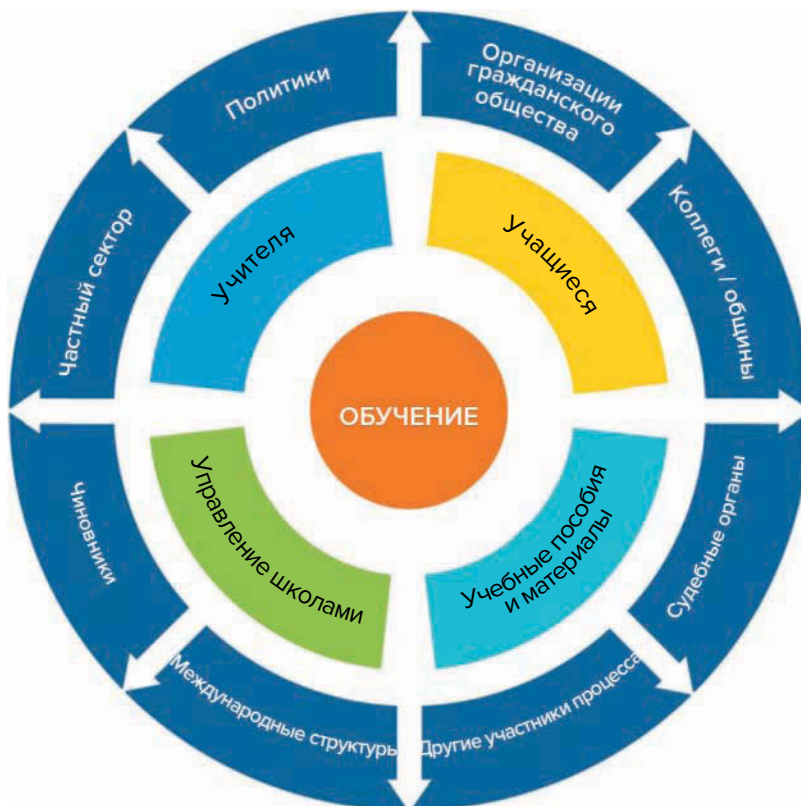 Политики
Организации
гражданского
общества
Частный сектор
Коллеги / общины
Учителя
Учащиеся
ОБУЧЕНИЕ
Чиновники
Управление школами
Учебные пособия
и материалы
Судебные органы
Международные структуры
Другие участники процесса